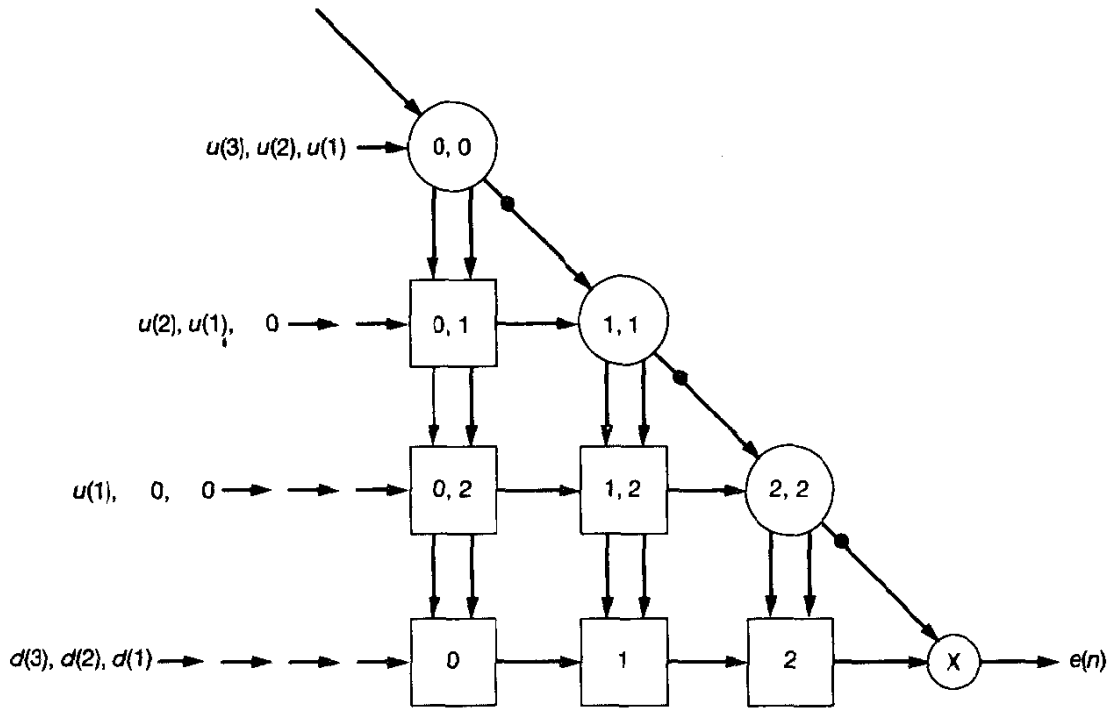 u(3), u(2), u(1) 0, 0
u(2), u(1), 0 0, 1 1, 1
u(1), 0, 0 0, 2 1, 2 2, 2
d(3), d(2), d(1) 0 1 2 X e(n)